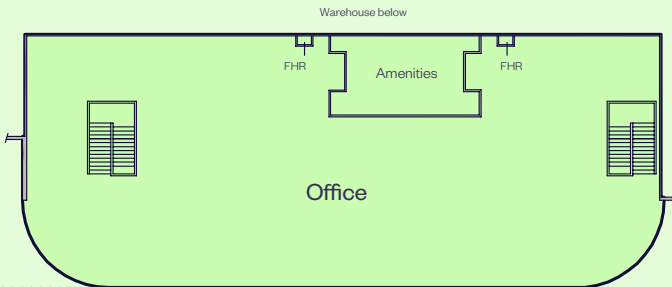 Warehouse below
FHR
Amenities
FHR
Office